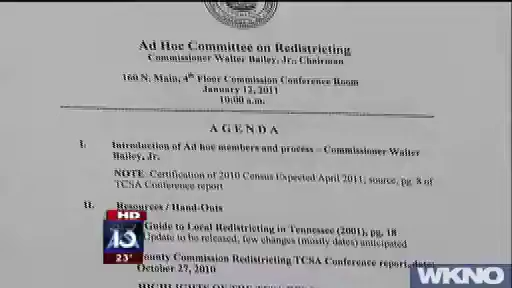 Ad Hoc Committee on Redistricting
Commissioner Walter Bailey, Jr., Chairman
160 N. Main, 4th Floor Commission Conference Room
January 12, 2011
10:00 a.m.
AGENDA
I. Introduction of Ad hoc members and process – Commissioner Walter
Bailey, Jr.
NOTE: Certification of 2010 Census Expected April 2011, source, pg. 8 of
TCSA Conference report
II. Resources / Hand-Outs
Guide to Local Redistricting in Tennessee (2001), pg. 18
Update to be released, few changes (mostly dates) anticipated
County Commission Redistricting TCSA Conference report, date:
October 27, 2010
HIGHLIGHTS OF THE
HD
13
23°
WKNO